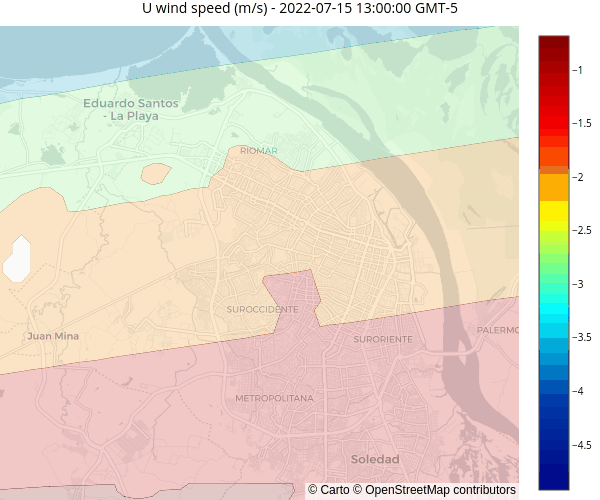 U wind speed (m/s) - 2022-07-15 13:00:00 GMT-5
Eduardo Santos
- La Playa
RIOMAR
SUROCCIDENTE
Juan Mina
SURORIENTE
PALERMO
METROPOLITANA
Soledad
© Carto © OpenStreetMap contributors
−1
−1.5
−2
−2.5
−3
−3.5
−4
−4.5